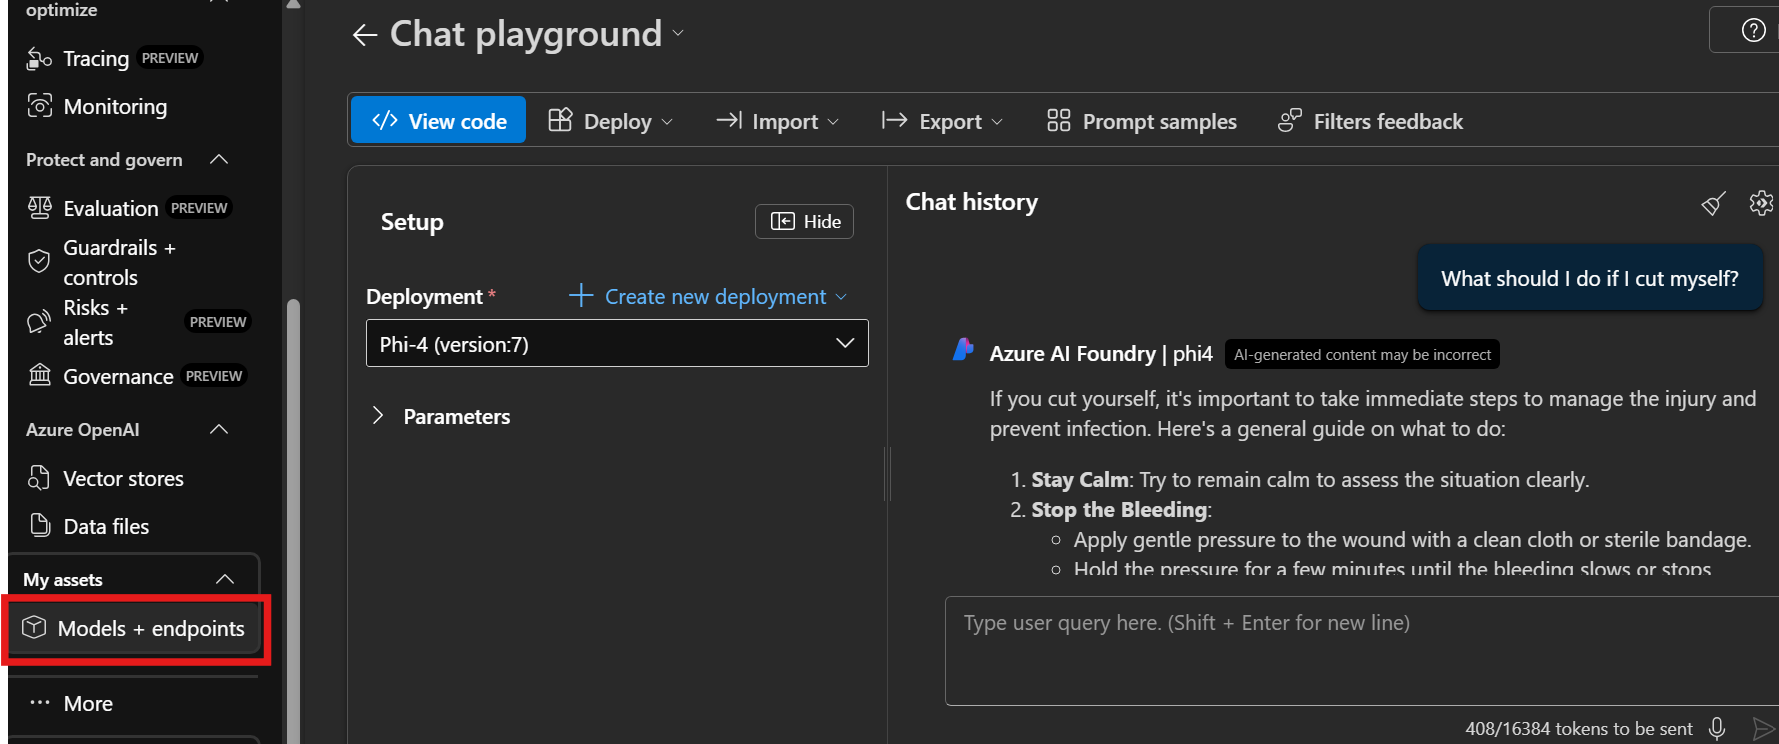 optimize
Tracing PREVIEW
Monitoring
Protect and govern
Evaluation PREVIEW
Guardrails +
controls
Risks +
alerts PREVIEW
Governance PREVIEW
Azure OpenAI
Vector stores
Data files
My assets
Models + endpoints
··· More
Chat playground
View code Deploy Import Export Prompt samples Filters feedback
Setup
Hide
Deployment * + Create new deployment
Phi-4 (version:7)
Parameters
Chat history
What should I do if I cut myself?
Azure AI Foundry | phi4 AI-generated content may be incorrect
If you cut yourself, it's important to take immediate steps to manage the injury and
prevent infection. Here's a general guide on what to do:
1. Stay Calm: Try to remain calm to assess the situation clearly.
2. Stop the Bleeding:
○ Apply gentle pressure to the wound with a clean cloth or sterile bandage.
○ Hold the pressure for a few minutes until the bleeding slows or stops
Type user query here. (Shift + Enter for new line)
408/16384 tokens to be sent